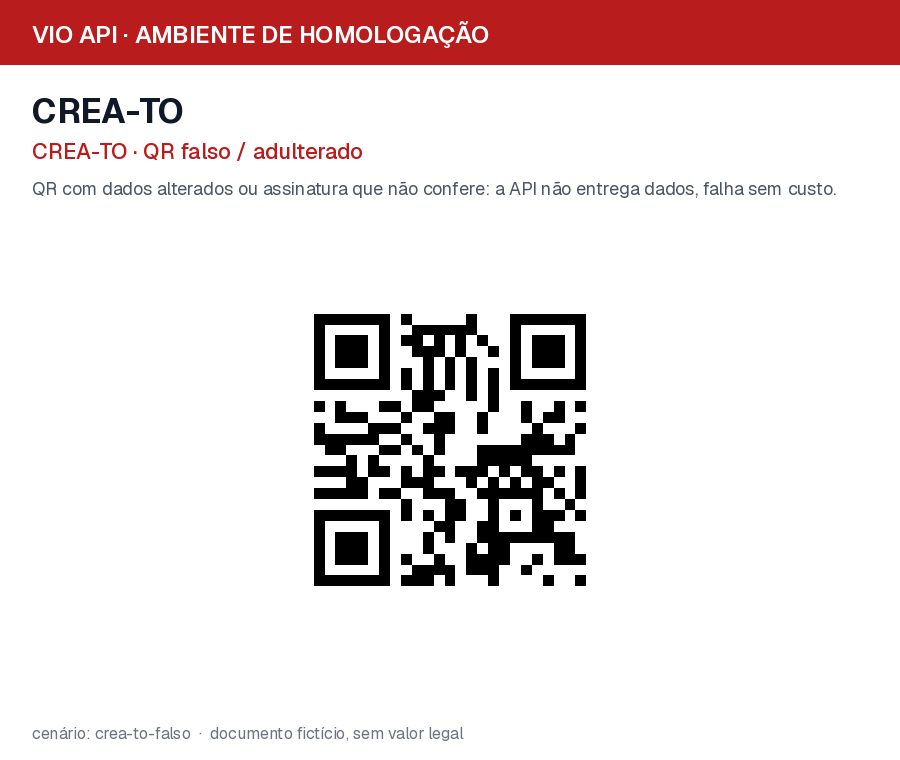 VIO API · AMBIENTE DE HOMOLOGAÇÃO
CREA-TO
CREA-TO · QR falso / adulterado
QR com dados alterados ou assinatura que não confere: a API não entrega dados, falha sem custo.
cenário: crea-to-falso · documento fictício, sem valor legal